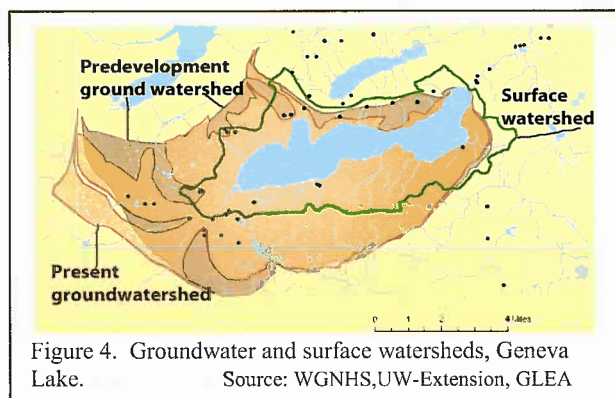 Predevelopment
ground watershed
Surface
watershed
Present
groundwatershed
0 1 2 4 Miles
Figure 4. Groundwater and surface watersheds, Geneva
Lake. Source: WGNHS,UW-Extension, GLEA